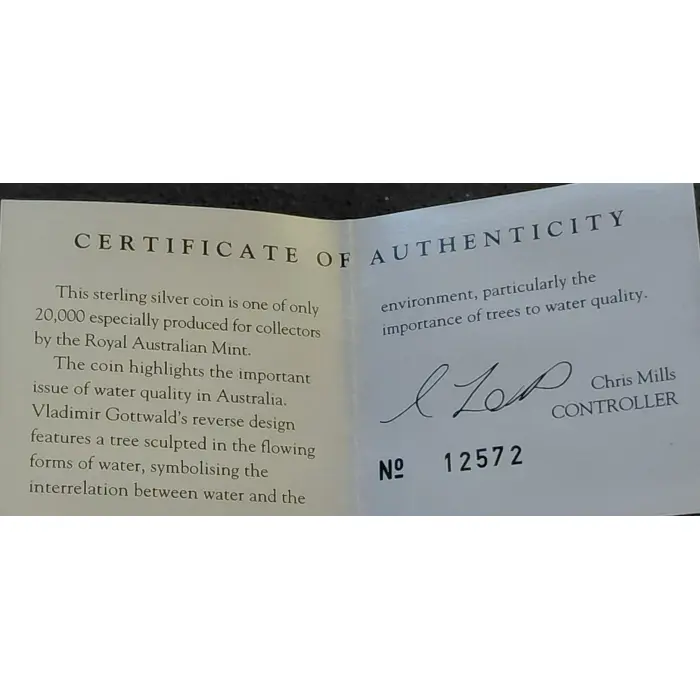 CERTIFICATE OF AUTHENTICITY
This sterling silver coin is one of only
20,000 especially produced for collectors
by the Royal Australian Mint.
The coin highlights the important
issue of water quality in Australia.
Vladimir Gottwald's reverse design
features a tree sculpted in the flowing
forms of water, symbolising the
interrelation between water and the
environment, particularly the
importance of trees to water quality.
Chris Mills
CONTROLLER
Nº 12572